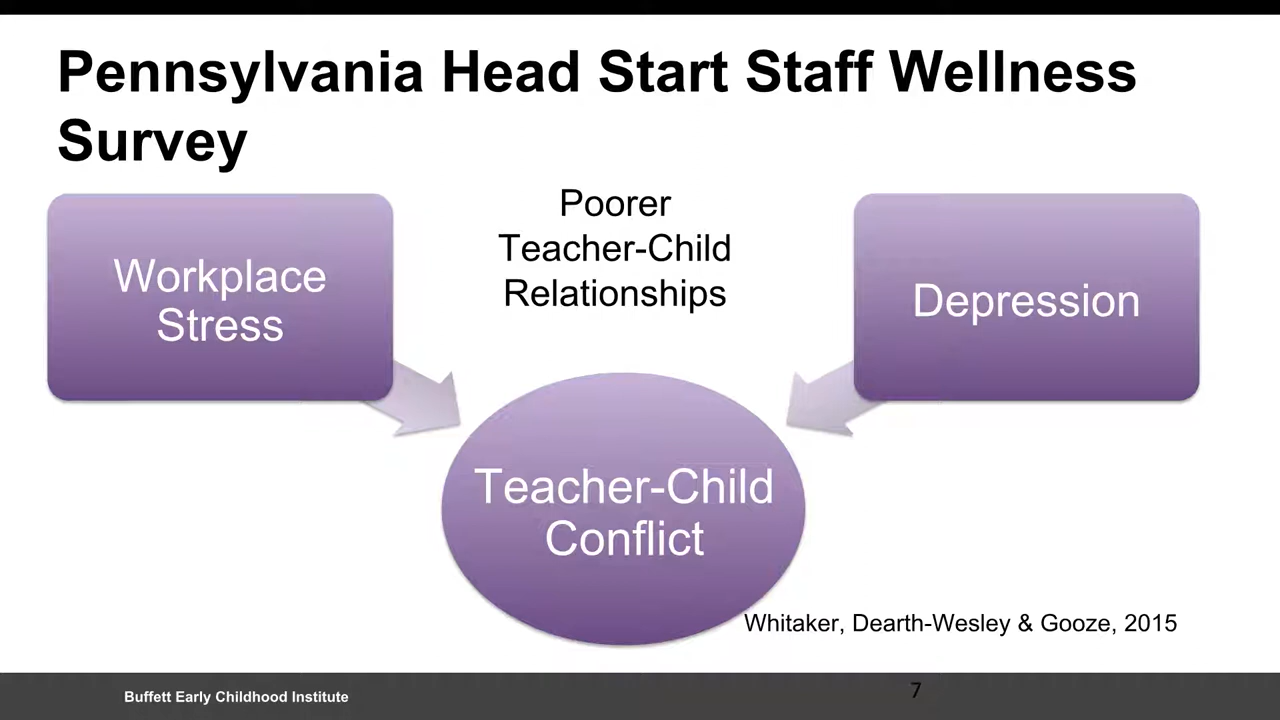 Pennsylvania Head Start Staff Wellness
Survey
Workplace
Stress
Poorer
Teacher-Child
Relationships
Depression
Teacher-Child
Conflict
Whitaker, Dearth-Wesley & Gooze, 2015
Buffett Early Childhood Institute
7